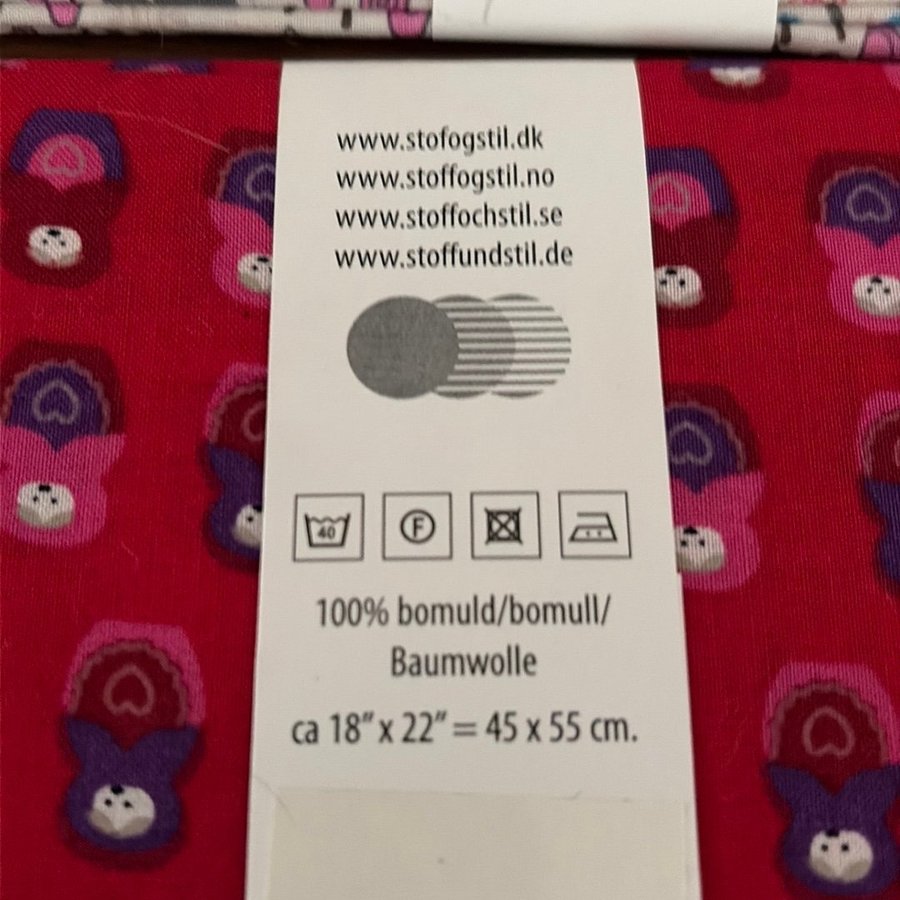 www.stofogstil.dk
www.stoffogstil.no
www.stoffochstil.se
www.stoffundstil.de
40 F
100% bomuld/bomull/
Baumwolle
ca 18" x 22" = 45 x 55 cm.